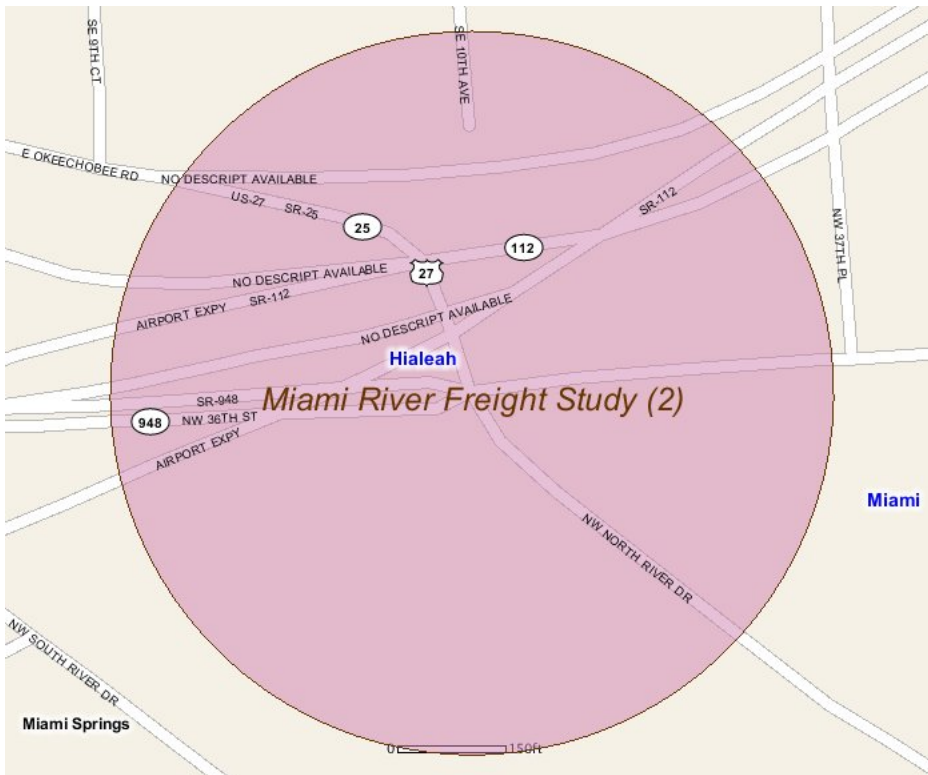 SE 9TH CT
SE 10TH AVE
E OKEECHOBEE RD
NO DESCRIPT AVAILABLE
US-27 SR-25
25
SR-112
112
NW 37TH PL
NO DESCRIPT AVAILABLE
27
AIRPORT EXPY SR-112
NO DESCRIPT AVAILABLE
Hialeah
SR-948
Miami River Freight Study (2)
948
NW 36TH ST
AIRPORT EXPY
Miami
NW NORTH RIVER DR
NW SOUTH RIVER DR
Miami Springs
0 150ft